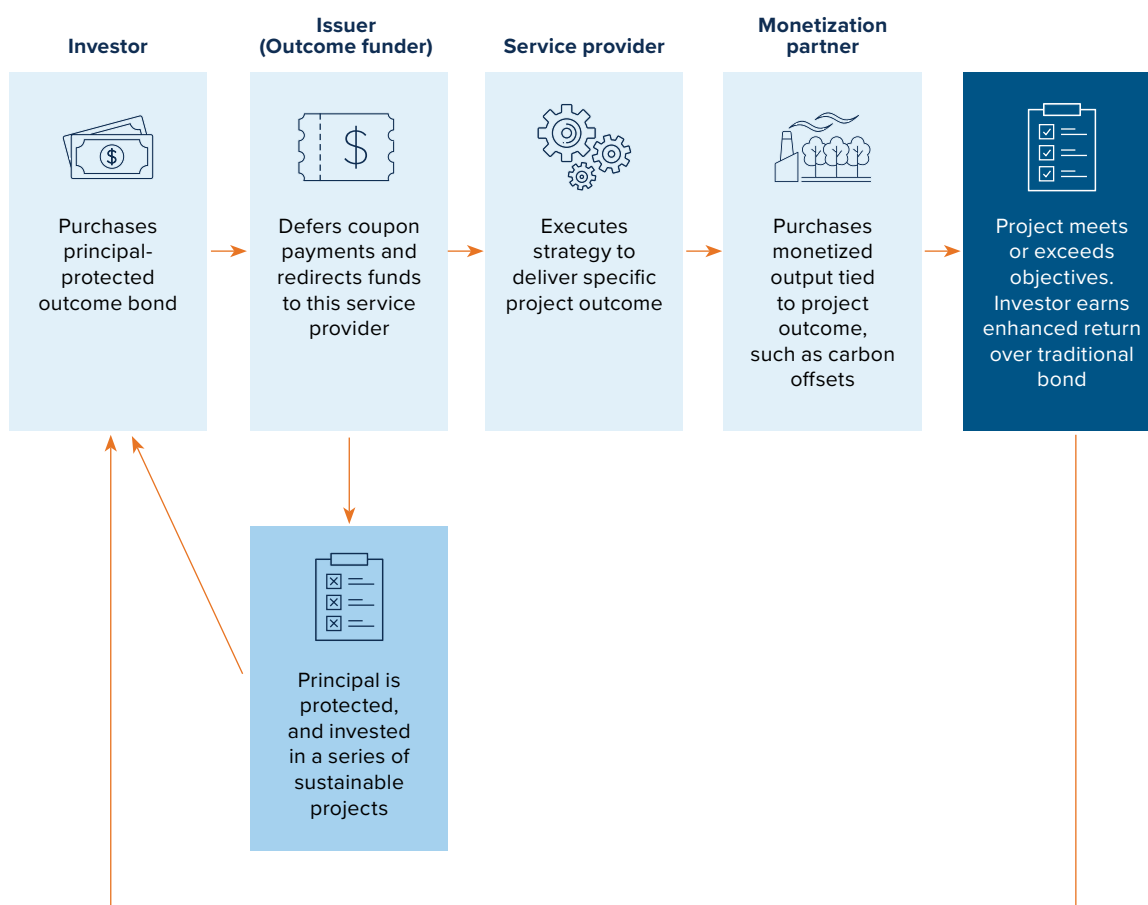 Investor
Issuer
(Outcome funder)
Service provider
Monetization
partner
$
Purchases
principal-
protected
outcome bond
$
Defers coupon
payments and
redirects funds
to this service
provider
Executes
strategy to
deliver specific
project outcome
Purchases
monetized
output tied
to project
outcome,
such as carbon
offsets
Project meets
or exceeds
objectives.
Investor earns
enhanced return
over traditional
bond
Principal is
protected,
and invested
in a series of
sustainable
projects